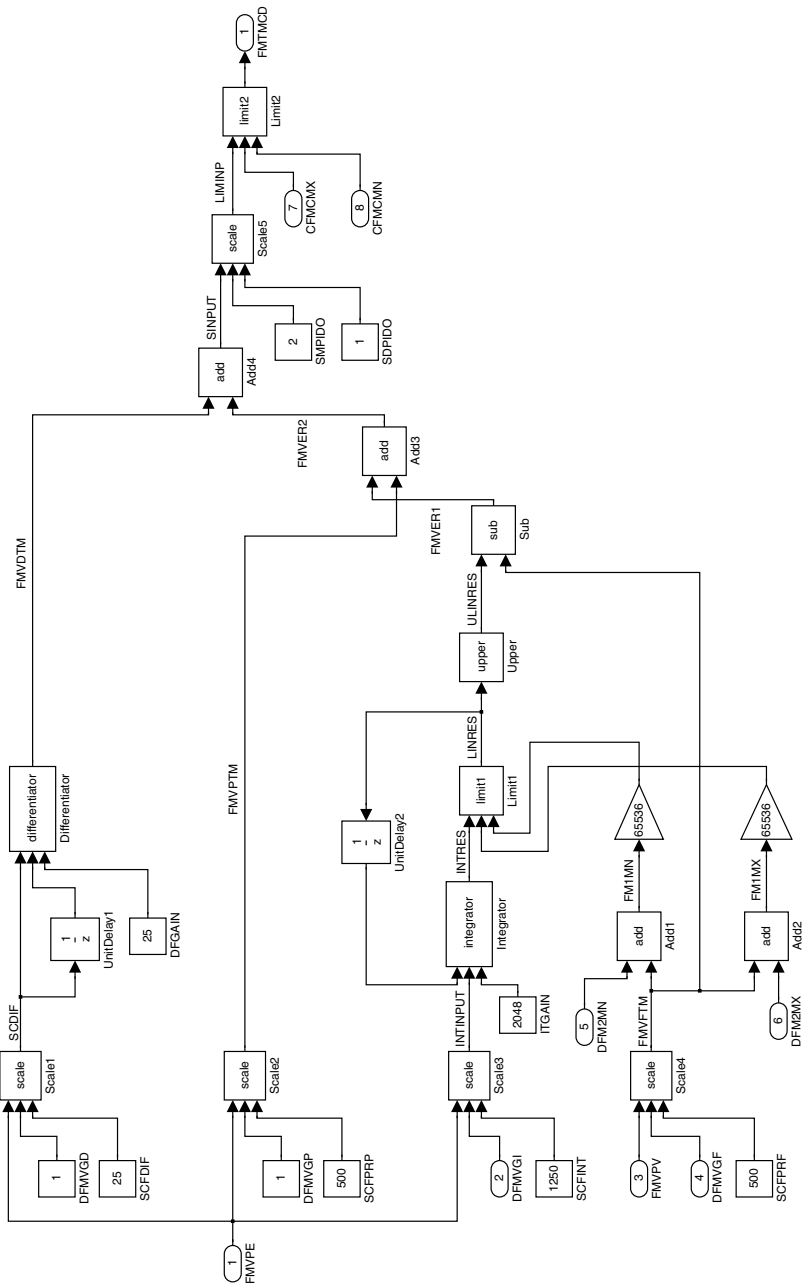 1
FMVPE
1
DFMVGD
25
SCFDIF
scale
Scale1
SCDIF
1
z
UnitDelay1
25
DFGAIN
differentiator
Differentiator
FMVDTM
1
DFMVGP
500
SCFPRP
scale
Scale2
FMVPTM
2
DFMVGI
1250
SCFINT
scale
Scale3
INTINPUT
2048
ITGAIN
integrator
Integrator
INTRES
1
z
UnitDelay2
limit1
Limit1
LINRES
upper
Upper
ULINRES
sub
Sub
FMVER1
add
Add3
FMVER2
add
Add4
SINPUT
2
SMPIDO
1
SDPIDO
scale
Scale5
LIMINP
7
CFMCMX
8
CFMCMN
limit2
Limit2
1
FMTMCD
3
FMVPV
4
DFMVGF
500
SCFPRF
scale
Scale4
FMVFTM
5
DFM2MN
add
Add1
FM1MN
65536
6
DFM2MX
add
Add2
FM1MX
65536